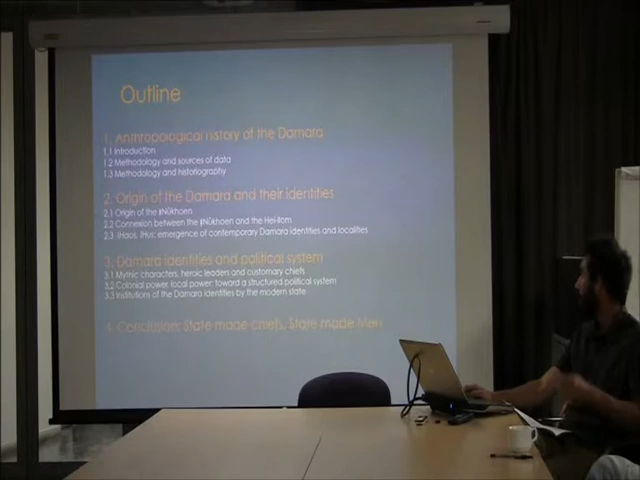 Outline
1. Anthropological history of the Damara
1.1 Introduction
1.2 Methodology and sources of data
1.3 Methodology and historiography
2. Origin of the Damara and their identities
2.1 Origin of the ǂNūkhoen
2.2 Connexion between the ǂNūkhoen and the Hei-
2.3 emergence of contemporary Damara identities and localities
3. Damara identities and political system
3.1 Mythic characters, heroic leaders and customary chiefs
3.2 Colonial power, local power: toward a structured political system
3.3 Institutions of the Damara identities by the modern state
4. Conclusion: State made chiefs, State made